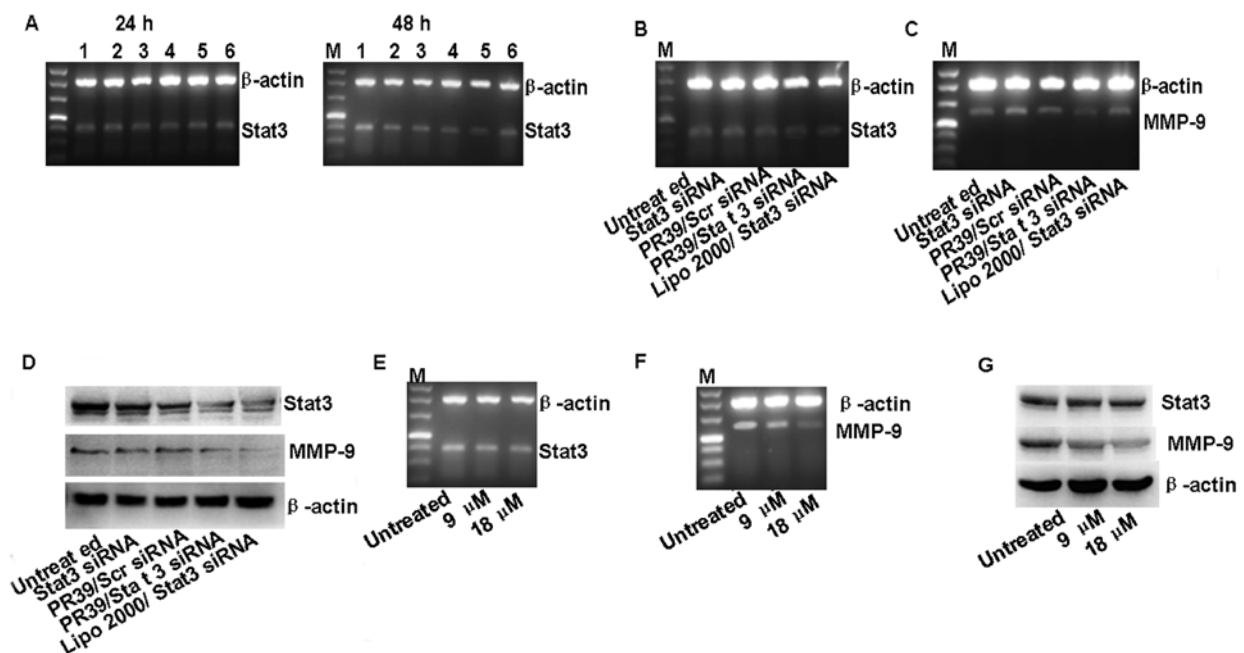 A
24 h
1 2 3 4 5 6
β-actin
Stat3
48 h
M 1 2 3 4 5 6
β-actin
Stat3
B
M
β-actin
Stat3
Untreat ed
Stat3 siRNA
PR39/Scr siRNA
PR39/Sta t 3 siRNA
Lipo 2000/ Stat3 siRNA
C
M
β-actin
MMP-9
Untreat ed
Stat3 siRNA
PR39/Scr siRNA
PR39/Sta t 3 siRNA
Lipo 2000/ Stat3 siRNA
D
Stat3
MMP-9
β -actin
Untreat ed
Stat3 siRNA
PR39/Scr siRNA
PR39/Sta t 3 siRNA
Lipo 2000/ Stat3 siRNA
E
M
β -actin
Stat3
Untreated
9 μM
18 μM
F
M
β -actin
MMP-9
Untreated
9 μM
18 μM
G
Stat3
MMP-9
β -actin
Untreated
9 μM
18 μM